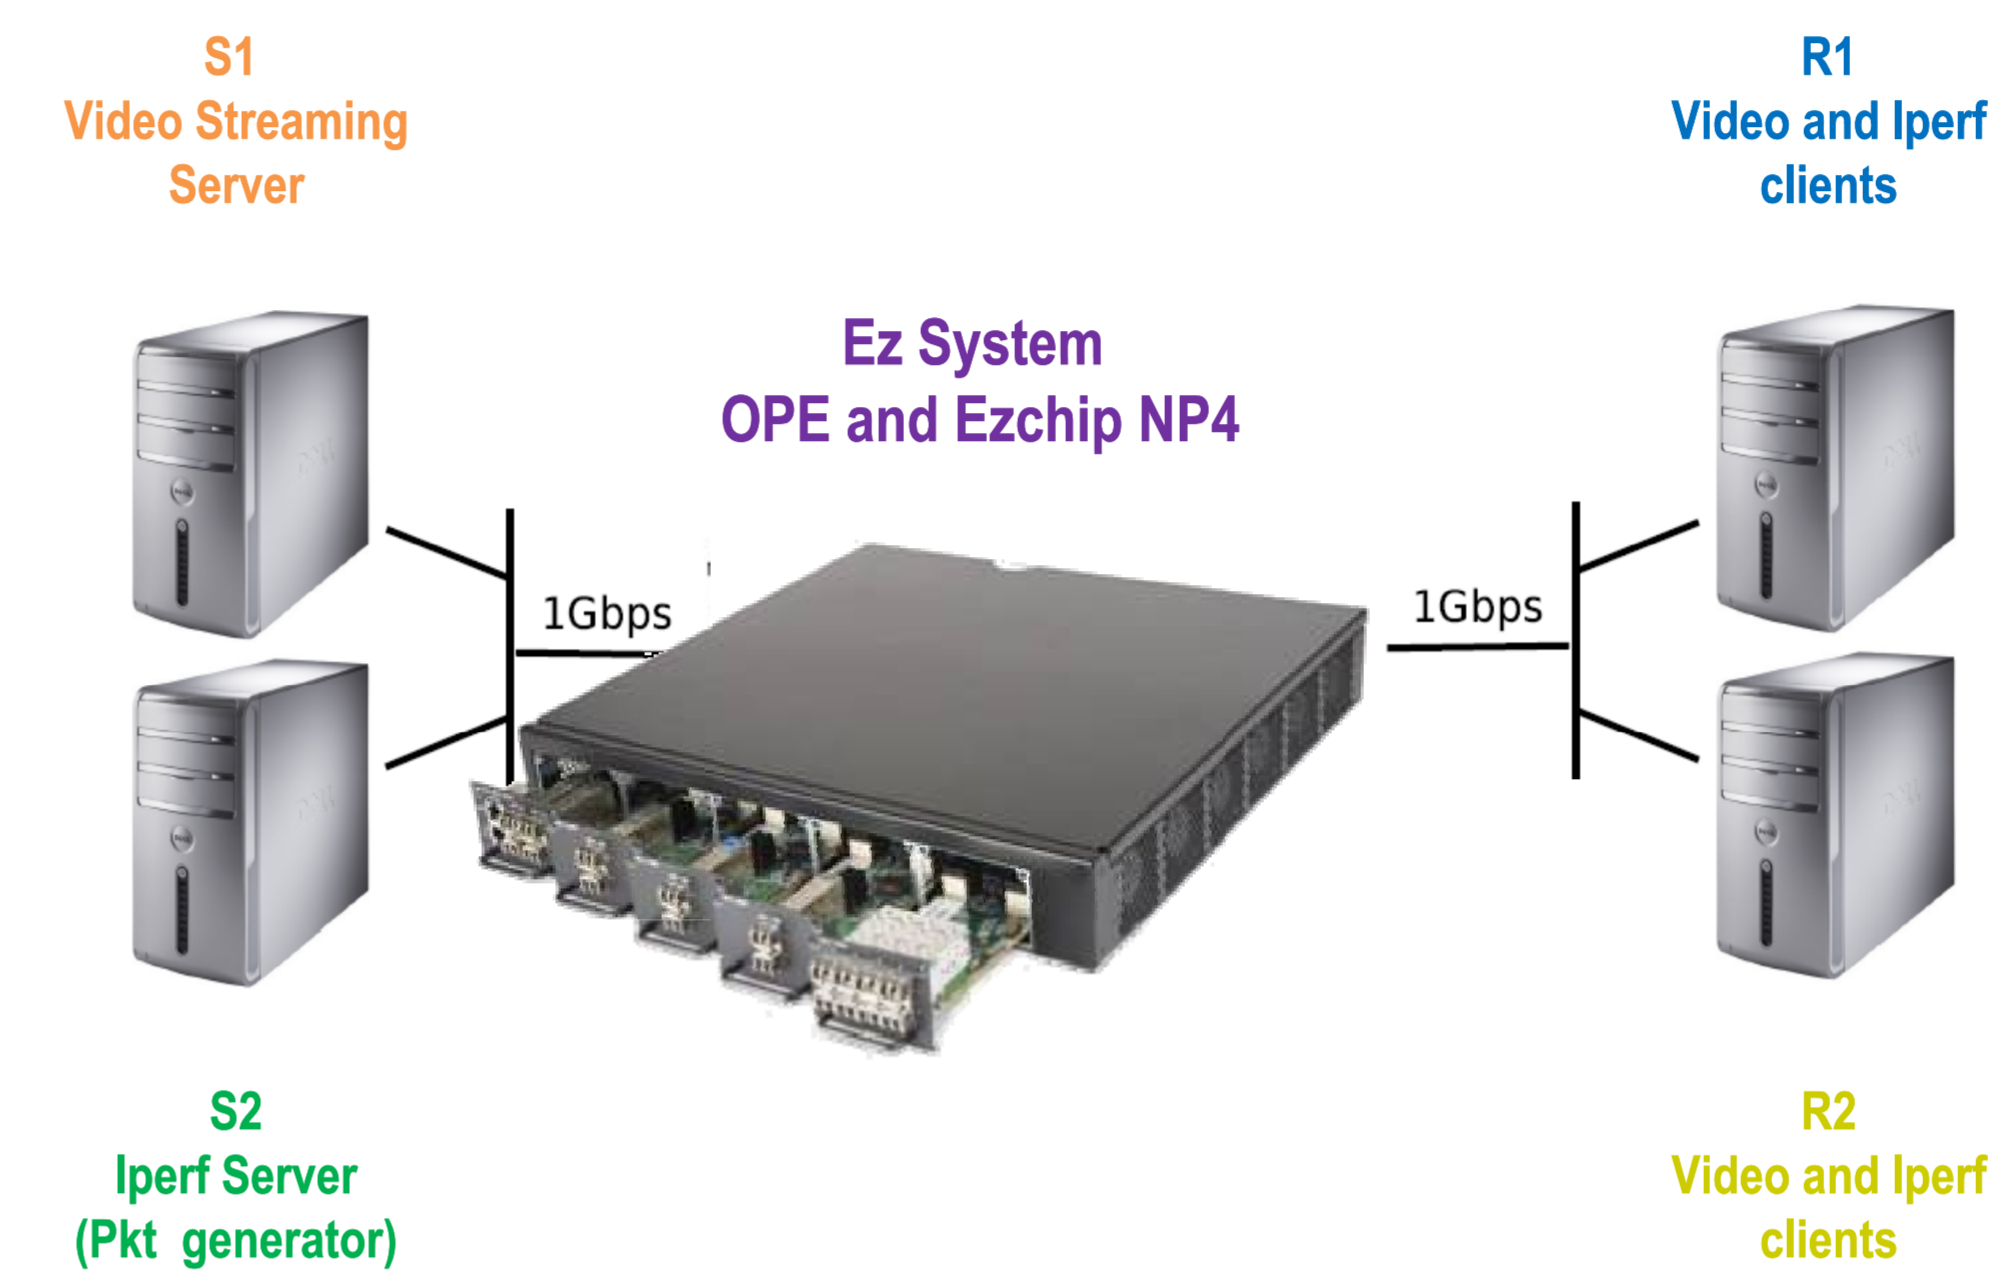 S1
Video Streaming
Server
R1
Video and Iperf
clients
Ez System
OPE and Ezchip NP4
1Gbps
1Gbps
S2
Iperf Server
(Pkt generator)
R2
Video and Iperf
clients